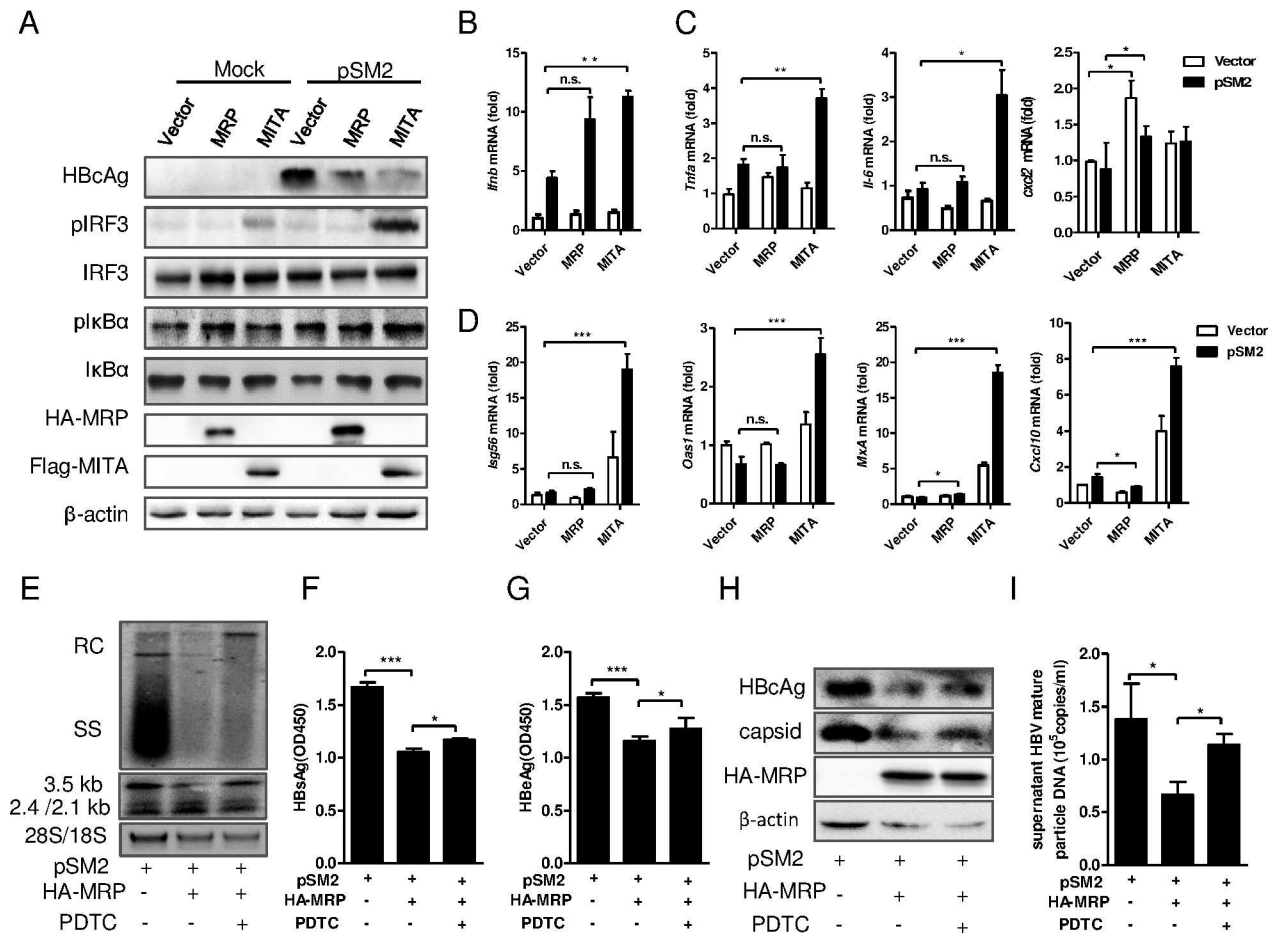 A
Mock pSM2
Vector MRP MITA Vector MRP MITA
HBcAg
pIRF3
IRF3
pIκBα
IκBα
HA-MRP
Flag-MITA
β-actin
B
Ifnb mRNA (fold)
15
10
5
0
n.s.
* *
Vector MRP MITA
C
Tnfa mRNA (fold)
5
4
3
2
1
0
n.s.
**
Vector MRP MITA
Il-6 mRNA (fold)
4
3
2
1
0
n.s.
*
Vector MRP MITA
cxcl2 mRNA (fold)
2.5
2.0
1.5
1.0
0.5
0.0
*
*
Vector MRP MITA
Vector
pSM2
D
Isg56 mRNA (fold)
25
20
15
10
5
0
n.s.
***
Vector MRP MITA
Oas1 mRNA (fold)
3
2
1
0
n.s.
***
Vector MRP MITA
MxA mRNA (fold)
25
20
15
10
5
0
*
***
Vector MRP MITA
Cxcl10 mRNA (fold)
10
8
6
4
2
0
*
***
Vector MRP MITA
Vector
pSM2
E
RC
SS
3.5 kb
2.4 /2.1 kb
28S/18S
pSM2 + + +
HA-MRP - + +
PDTC - - +
F
HBsAg(OD450)
2.0
1.5
1.0
0.5
0.0
***
*
pSM2 + + +
HA-MRP - + +
PDTC - - +
G
HBeAg(OD450)
2.0
1.5
1.0
0.5
0.0
***
*
pSM2 + + +
HA-MRP - + +
PDTC - - +
H
HBcAg
capsid
HA-MRP
β-actin
pSM2 + + +
HA-MRP - + +
PDTC - - +
I
supernatant HBV mature
particle DNA (10⁵copies/ml)
2.0
1.5
1.0
0.5
0.0
*
*
pSM2 + + +
HA-MRP - + +
PDTC - - +